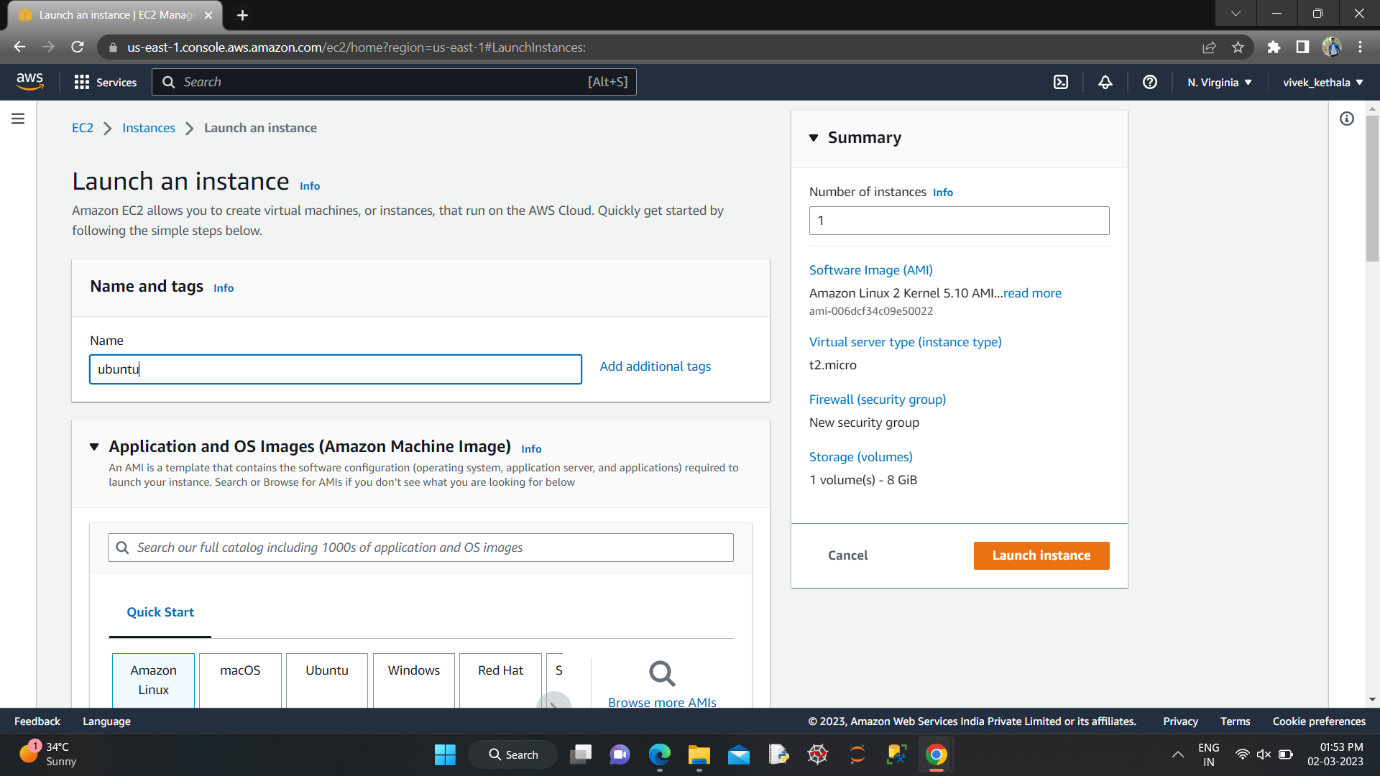 Launch an instance | EC2 Manag
us-east-1.console.aws.amazon.com/ec2/home?region=us-east-1#LaunchInstances:
aws
Services
Search
[Alt+S]
N. Virginia
vivek_kethala
EC2
Instances
Launch an instance
Launch an instance Info
Amazon EC2 allows you to create virtual machines, or instances, that run on the AWS Cloud. Quickly get started by
following the simple steps below.
Name and tags Info
Name
ubuntu
Add additional tags
Application and OS Images (Amazon Machine Image) Info
An AMI is a template that contains the software configuration (operating system, application server, and applications) required to
launch your instance. Search or Browse for AMIs if you don't see what you are looking for below
Search our full catalog including 1000s of application and OS images
Quick Start
Amazon
Linux
macOS
Ubuntu
Windows
Red Hat
S
Browse more AMIs
Summary
Number of instances Info
1
Software Image (AMI)
Amazon Linux 2 Kernel 5.10 AMI...read more
ami-006dcf34c09e50022
Virtual server type (instance type)
t2.micro
Firewall (security group)
New security group
Storage (volumes)
1 volume(s) - 8 GiB
Cancel
Launch instance
Feedback
Language
© 2023, Amazon Web Services India Private Limited or its affiliates.
Privacy
Terms
Cookie preferences
1
34°C
Sunny
Search
ENG
IN
01:53 PM
02-03-2023